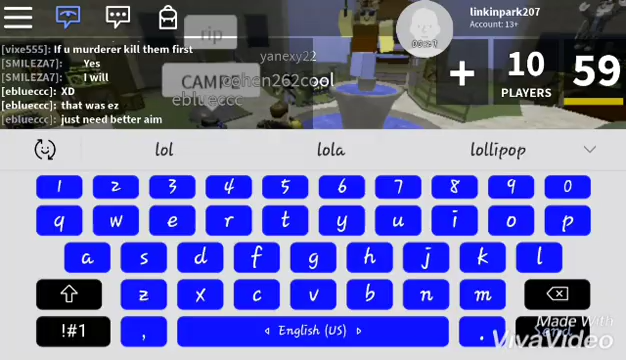 linkinpark207
Account: 13+
rip
[vixe555]: If u murderer kill them first
[SMILEZA7]: Yes
[SMILEZA7]: I will
[eblueccc]: XD
[eblueccc]: that was ez
[eblueccc]: just need better aim
yanexy22
cohen262cool
eblueccc
+
10
PLAYERS
59
lol lola lollipop
1 2 3 4 5 6 7 8 9 0
q w e r t y u i o p
a s d f g h j k l
z x c v b n m
!#1 , English (US) .
Made With
VivaVideo